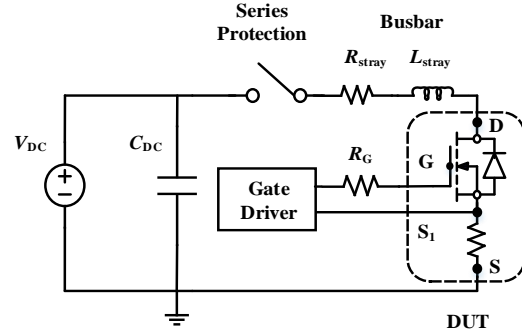 Series
Protection
Busbar
Rstray
Lstray
D
VDC
CDC
RG
G
Gate
Driver
S1
S
DUT